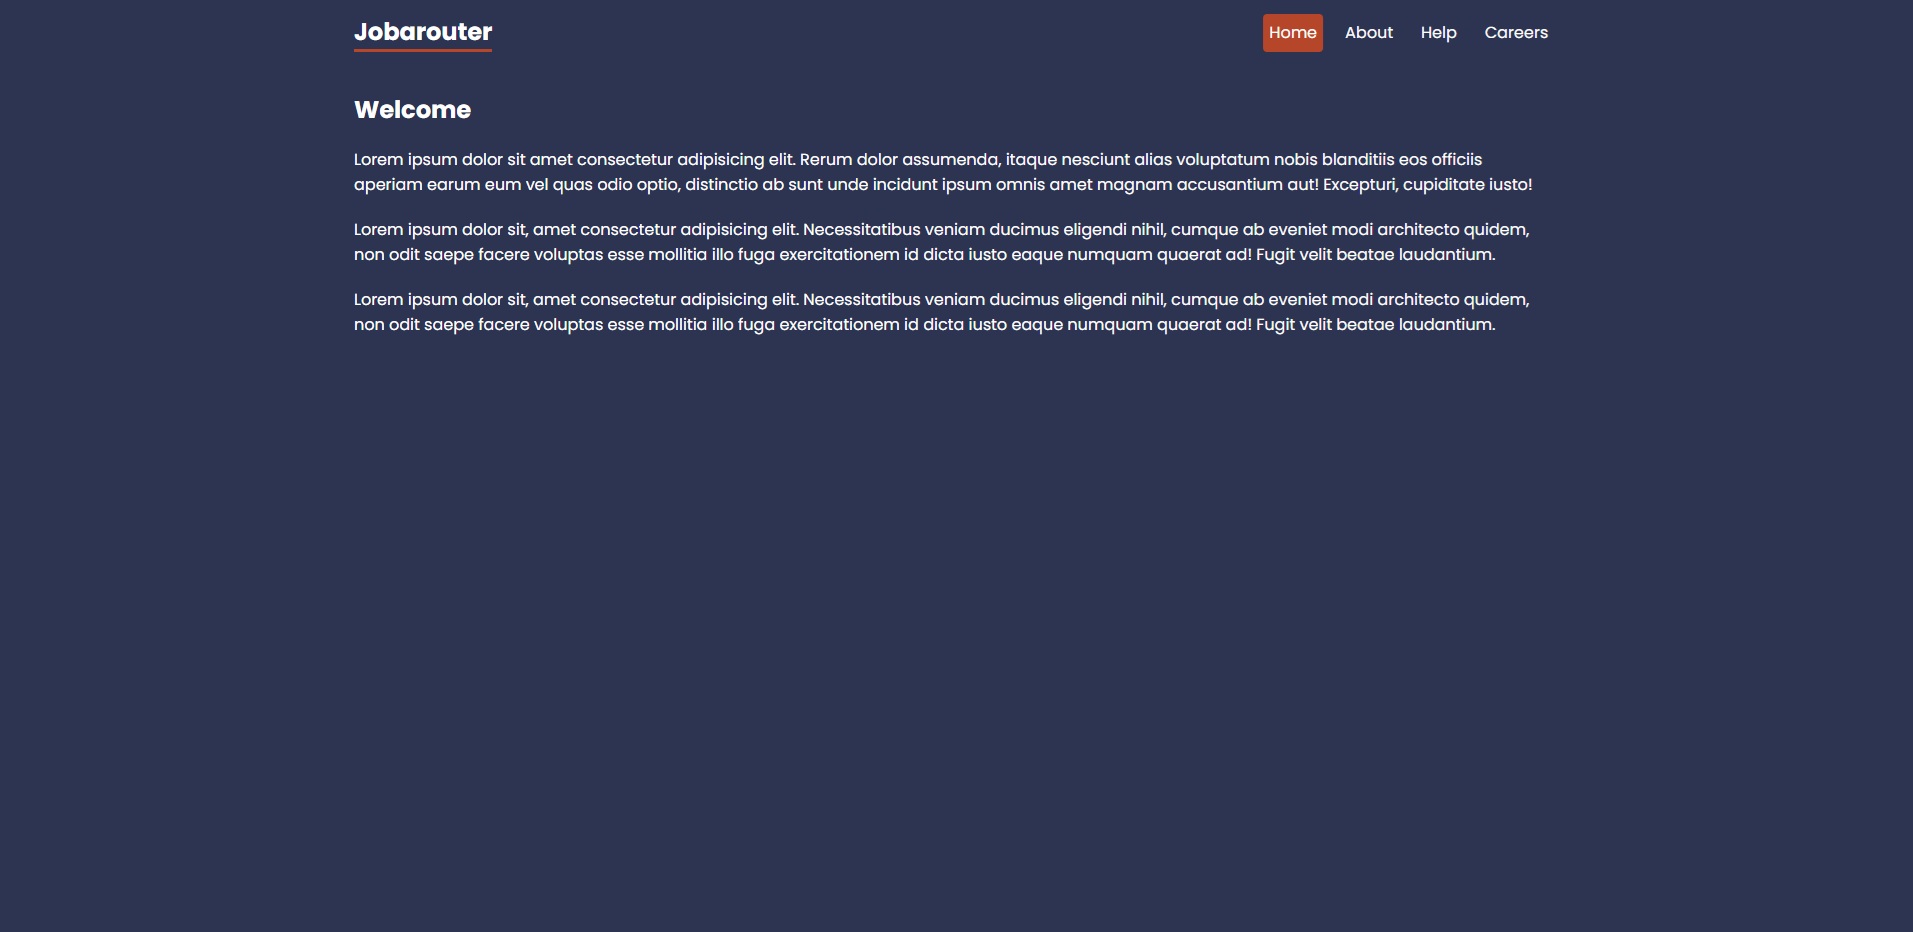 Jobarouter
Home About Help Careers
Welcome
Lorem ipsum dolor sit amet consectetur adipisicing elit. Rerum dolor assumenda, itaque nesciunt alias voluptatum nobis blanditiis eos officiis
aperiam earum eum vel quas odio optio, distinctio ab sunt unde incidunt ipsum omnis amet magnam accusantium aut! Excepturi, cupiditate iusto!
Lorem ipsum dolor sit, amet consectetur adipisicing elit. Necessitatibus veniam ducimus eligendi nihil, cumque ab eveniet modi architecto quidem,
non odit saepe facere voluptas esse mollitia illo fuga exercitationem id dicta iusto eaque numquam quaerat ad! Fugit velit beatae laudantium.
Lorem ipsum dolor sit, amet consectetur adipisicing elit. Necessitatibus veniam ducimus eligendi nihil, cumque ab eveniet modi architecto quidem,
non odit saepe facere voluptas esse mollitia illo fuga exercitationem id dicta iusto eaque numquam quaerat ad! Fugit velit beatae laudantium.